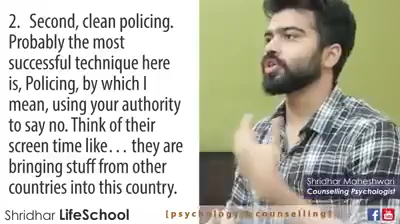 2. Second, clean policing.
Probably the most
successful technique here
is, Policing, by which I
mean, using your authority
to say no. Think of their
screen time like... they are
bringing stuff from other
countries into this country.
Shridhar Maheshwari
Counselling Psychologist
Shridhar LifeSchool
[psychology & counselling]